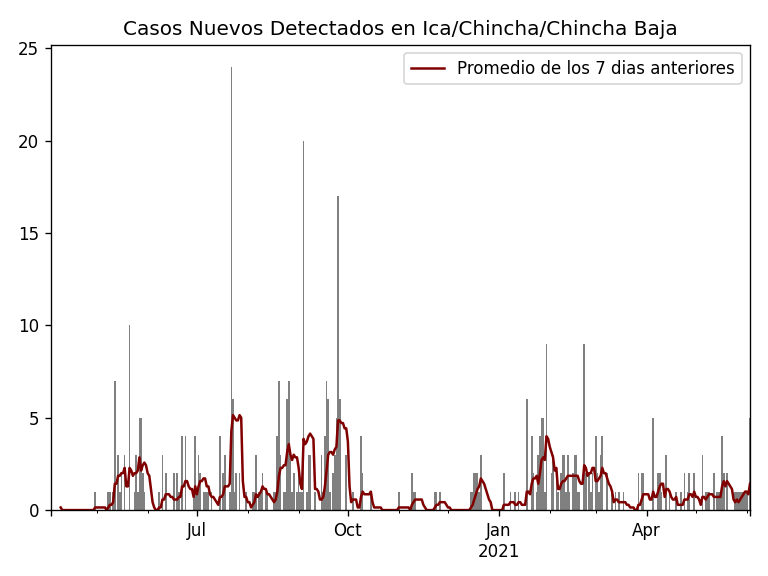 Casos Nuevos Detectados en Ica/Chincha/Chincha Baja
Promedio de los 7 dias anteriores
25
20
15
10
5
0
Jul
Oct
Jan
2021
Apr